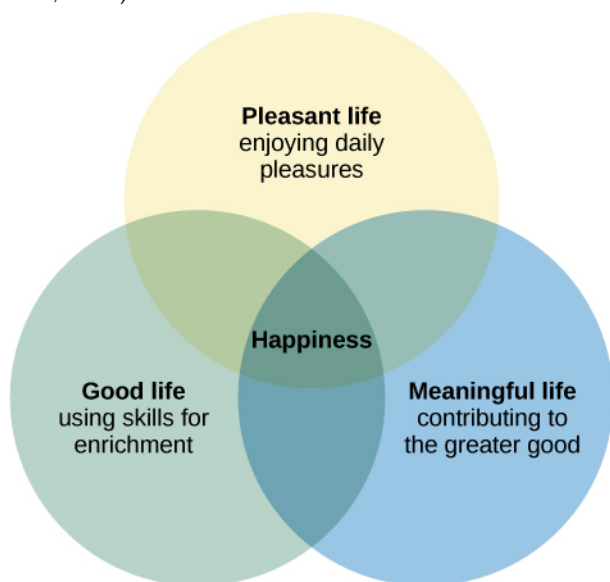 Pleasant life
enjoying daily
pleasures
Happiness
Good life
using skills for
enrichment
Meaningful life
contributing to
the greater good